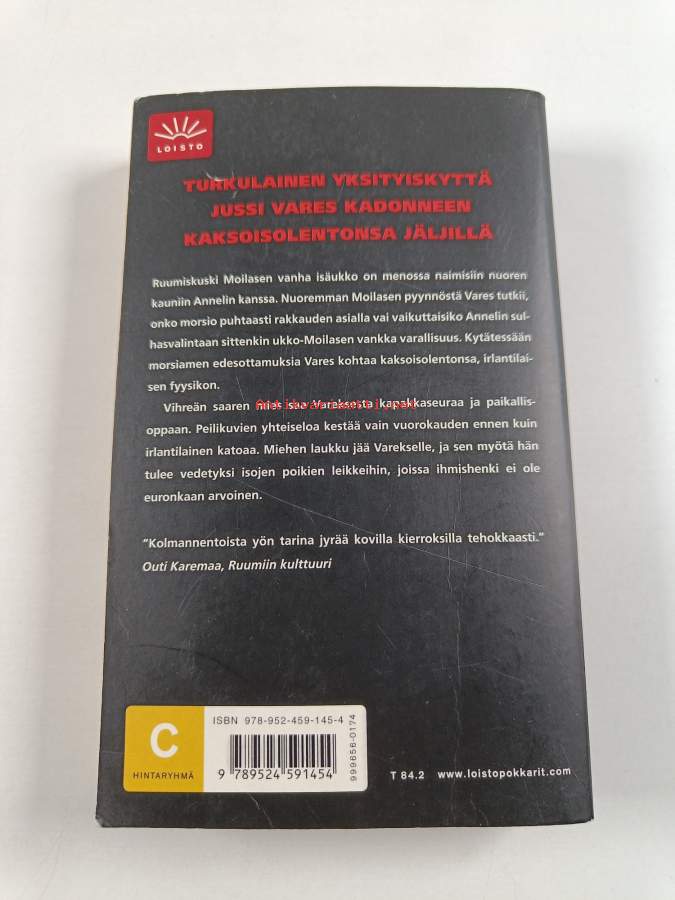 LOISTO
TURKULAINEN YKSITYISKYTTÄ
JUSSI VARES KADONNEEN
KAKSOISOLENTONSA JÄLJILLÄ
Ruumiskuski Moilasen vanha isäukko on menossa naimisiin nuoren
kauniin Annelin kanssa. Nuoremman Moilasen pyynnöstä Vares tutkii,
onko morsio puhtaasti rakkauden asialla vai vaikuttaisiko Annelin sul-
hasvalintaan sittenkin ukko-Moilasen vankka varallisuus. Kytätessään
morsiamen edesottamuksia Vares kohtaa kaksoisolentonsa, irlantilai-
sen fyysikon.
Vihreän saaren mies saa Vareksesta kapakkaseuraa ja paikallis-
oppaan. Peilikuvien yhteiseloa kestää vain vuorokauden ennen kuin
irlantilainen katoaa. Miehen laukku jää Varekselle, ja sen myötä hän
tulee vedetyksi isojen poikien leikkeihin, joissa ihmishenki ei ole
euronkaan arvoinen.
"Kolmannentoista yön tarina jyrää kovilla kierroksilla tehokkaasti."
Outi Karemaa, Ruumiin kulttuuri
C
HINTARYHMÄ
ISBN 978-952-459-145-4
9 789524 591454
999656-0174
T 84.2 www.loistopokkarit.com